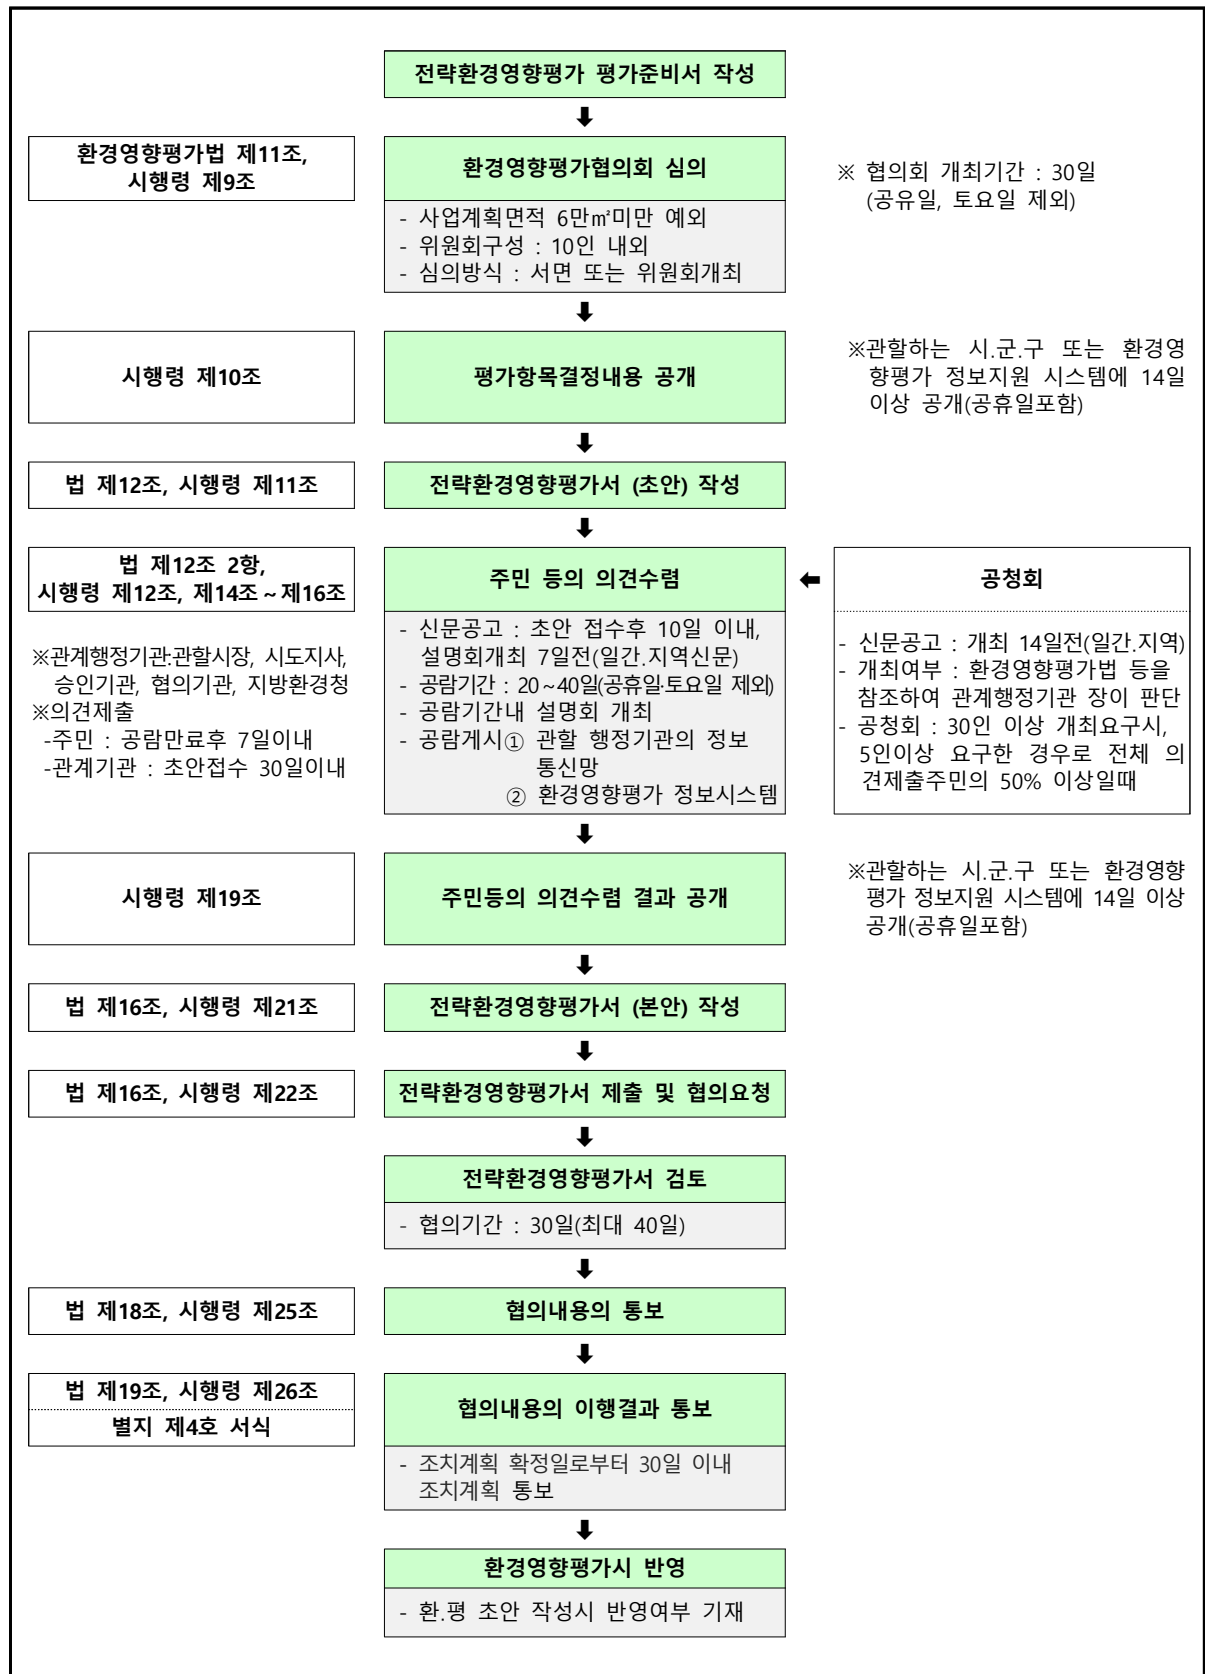 전략환경영향평가 평가준비서 작성
환경영향평가법 제11조,
시행령 제9조
환경영향평가협의회 심의
- 사업계획면적 6만㎡미만 예외
- 위원회구성 : 10인 내외
- 심의방식 : 서면 또는 위원회개최
※ 협의회 개최기간 : 30일
(공유일, 토요일 제외)
시행령 제10조
평가항목결정내용 공개
※관할하는 시.군.구 또는 환경영
향평가 정보지원 시스템에 14일
이상 공개(공휴일포함)
법 제12조, 시행령 제11조
전략환경영향평가서 (초안) 작성
법 제12조 2항,
시행령 제12조, 제14조～제16조
※관계행정기관:관할시장, 시도지사,
승인기관, 협의기관, 지방환경청
※의견제출
-주민 : 공람만료후 7일이내
-관계기관 : 초안접수 30일이내
주민 등의 의견수렴
- 신문공고 : 초안 접수후 10일 이내,
설명회개최 7일전(일간.지역신문)
- 공람기간 : 20～40일(공휴일·토요일 제외)
- 공람기간내 설명회 개최
- 공람게시① 관할 행정기관의 정보
통신망
② 환경영향평가 정보시스템
공청회
- 신문공고 : 개최 14일전(일간.지역)
- 개최여부 : 환경영향평가법 등을
참조하여 관계행정기관 장이 판단
- 공청회 : 30인 이상 개최요구시,
5인이상 요구한 경우로 전체 의
견제출주민의 50% 이상일때
시행령 제19조
주민등의 의견수렴 결과 공개
※관할하는 시.군.구 또는 환경영향
평가 정보지원 시스템에 14일 이상
공개(공휴일포함)
법 제16조, 시행령 제21조
전략환경영향평가서 (본안) 작성
법 제16조, 시행령 제22조
전략환경영향평가서 제출 및 협의요청
전략환경영향평가서 검토
- 협의기간 : 30일(최대 40일)
법 제18조, 시행령 제25조
협의내용의 통보
법 제19조, 시행령 제26조
별지 제4호 서식
협의내용의 이행결과 통보
- 조치계획 확정일로부터 30일 이내
조치계획 통보
환경영향평가시 반영
- 환.평 초안 작성시 반영여부 기재